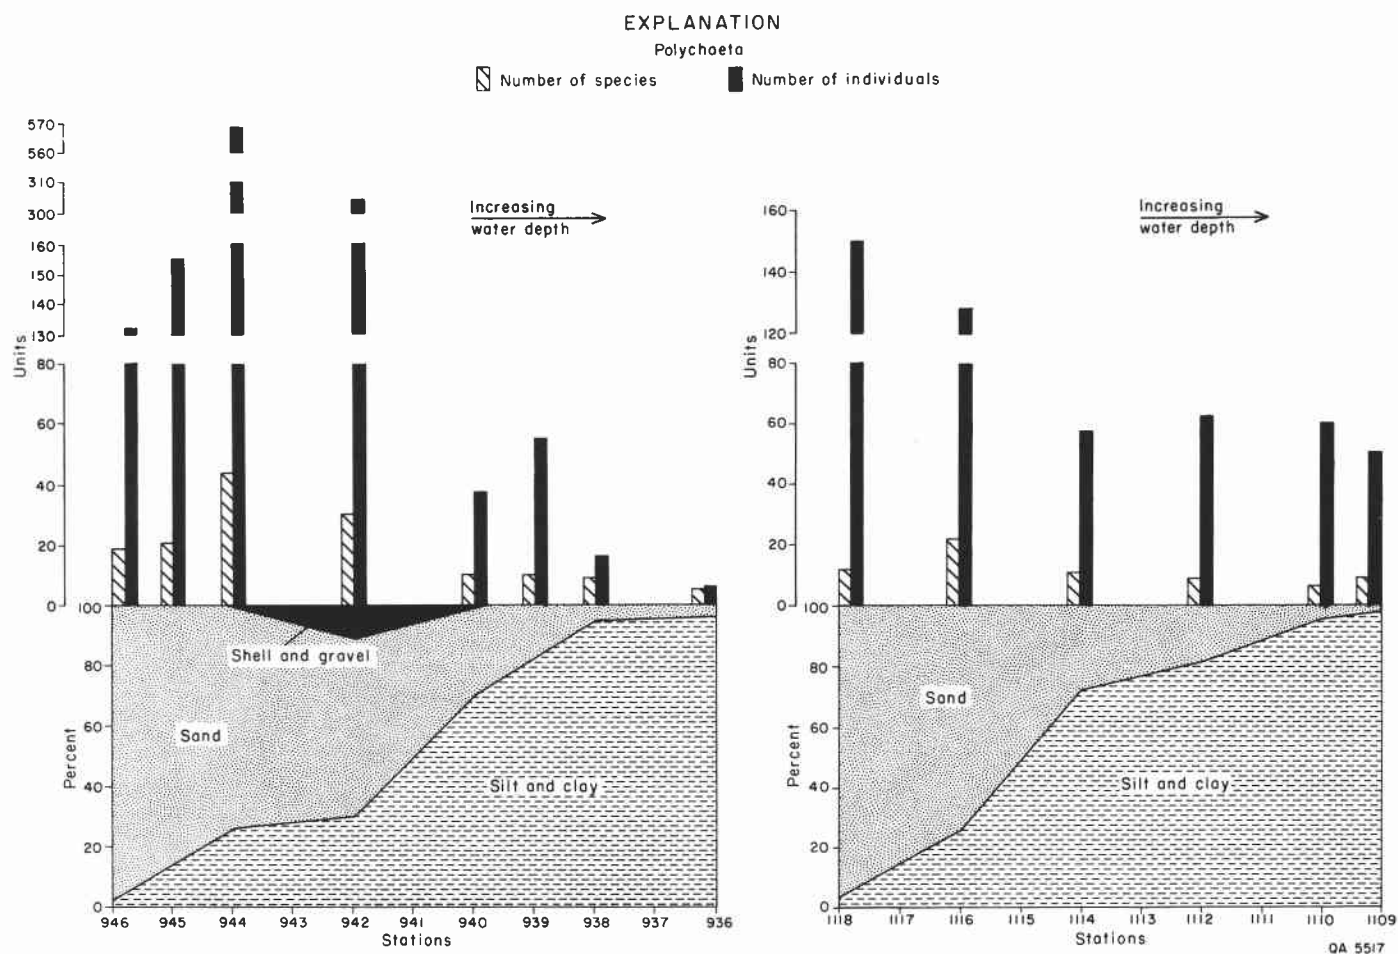 EXPLANATION
Polychaeta
Number of species
Number of individuals
570
560
310
300
160
150
140
130
80
60
40
20
0
Units
Increasing
water depth
100
80
60
40
20
0
Percent
Shell and gravel
Sand
Silt and clay
946 945 944 943 942 941 940 939 938 937 936
Stations
160
140
120
80
60
40
20
0
Units
Increasing
water depth
100
80
60
40
20
0
Percent
Sand
Silt and clay
1118 1117 1116 1115 1114 1113 1112 1111 1110 1109
Stations
QA 5517